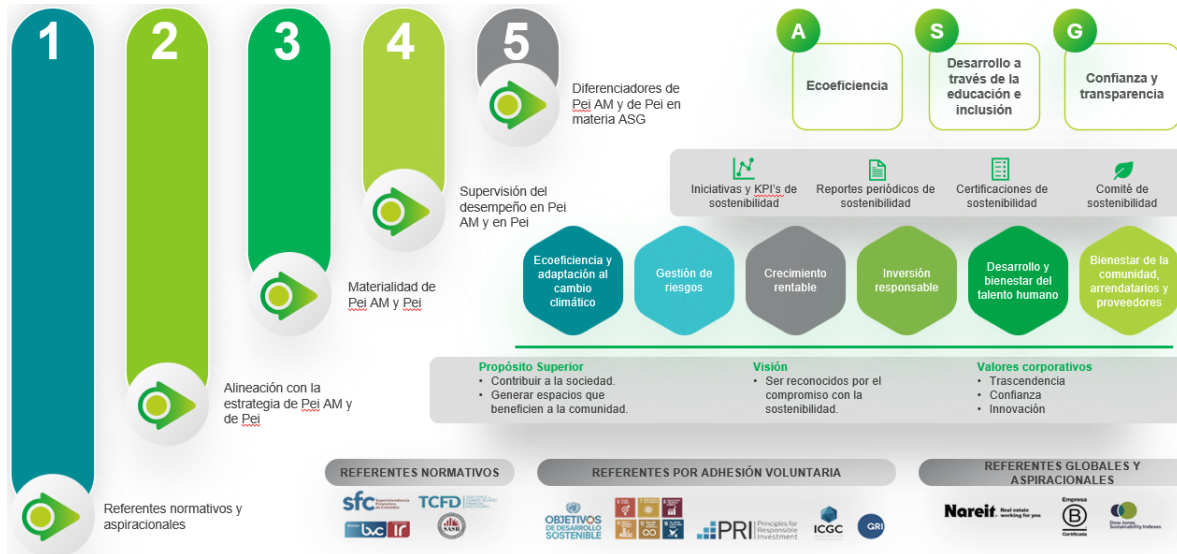 1
2
3
4
5
Diferenciadores de
Pei AM y de Pei en
materia ASG
Supervisión del
desempeño en Pei
AM y en Pei
Materialidad de
Pei AM y Pei
Alineación con la
estrategia de Pei AM y
de Pei
Referentes normativos y
aspiracionales
A
Ecoeficiencia
S
Desarrollo a
través de la
educación e
inclusión
G
Confianza y
transparencia
Iniciativas y KPI's de
sostenibilidad
Reportes periódicos de
sostenibilidad
Certificaciones de
sostenibilidad
Comité de
sostenibilidad
Ecoeficiencia y
adaptación al
cambio
climático
Gestión de
riesgos
Crecimiento
rentable
Inversión
responsable
Desarrollo y
bienestar del
talento humano
Bienestar de la
comunidad,
arrendatarios y
proveedores
Propósito Superior
• Contribuir a la sociedad.
• Generar espacios que
beneficien a la comunidad.
Visión
• Ser reconocidos por el
compromiso con la
sostenibilidad.
Valores corporativos
• Trascendencia
• Confianza
• Innovación
REFERENTES NORMATIVOS
sfc Superintendencia
Financiera
de Colombia
TCFD
bvc IR
SASB
REFERENTES POR ADHESIÓN VOLUNTARIA
OBJETIVOS
DE DESARROLLO
SOSTENIBLE
PRI Principles for
Responsible
Investment
ICGC
GRI
REFERENTES GLOBALES Y
ASPIRACIONALES
Nareit Real estate
working for you
Empresa
B
Certificada
Dow Jones
Sustainability Indexes